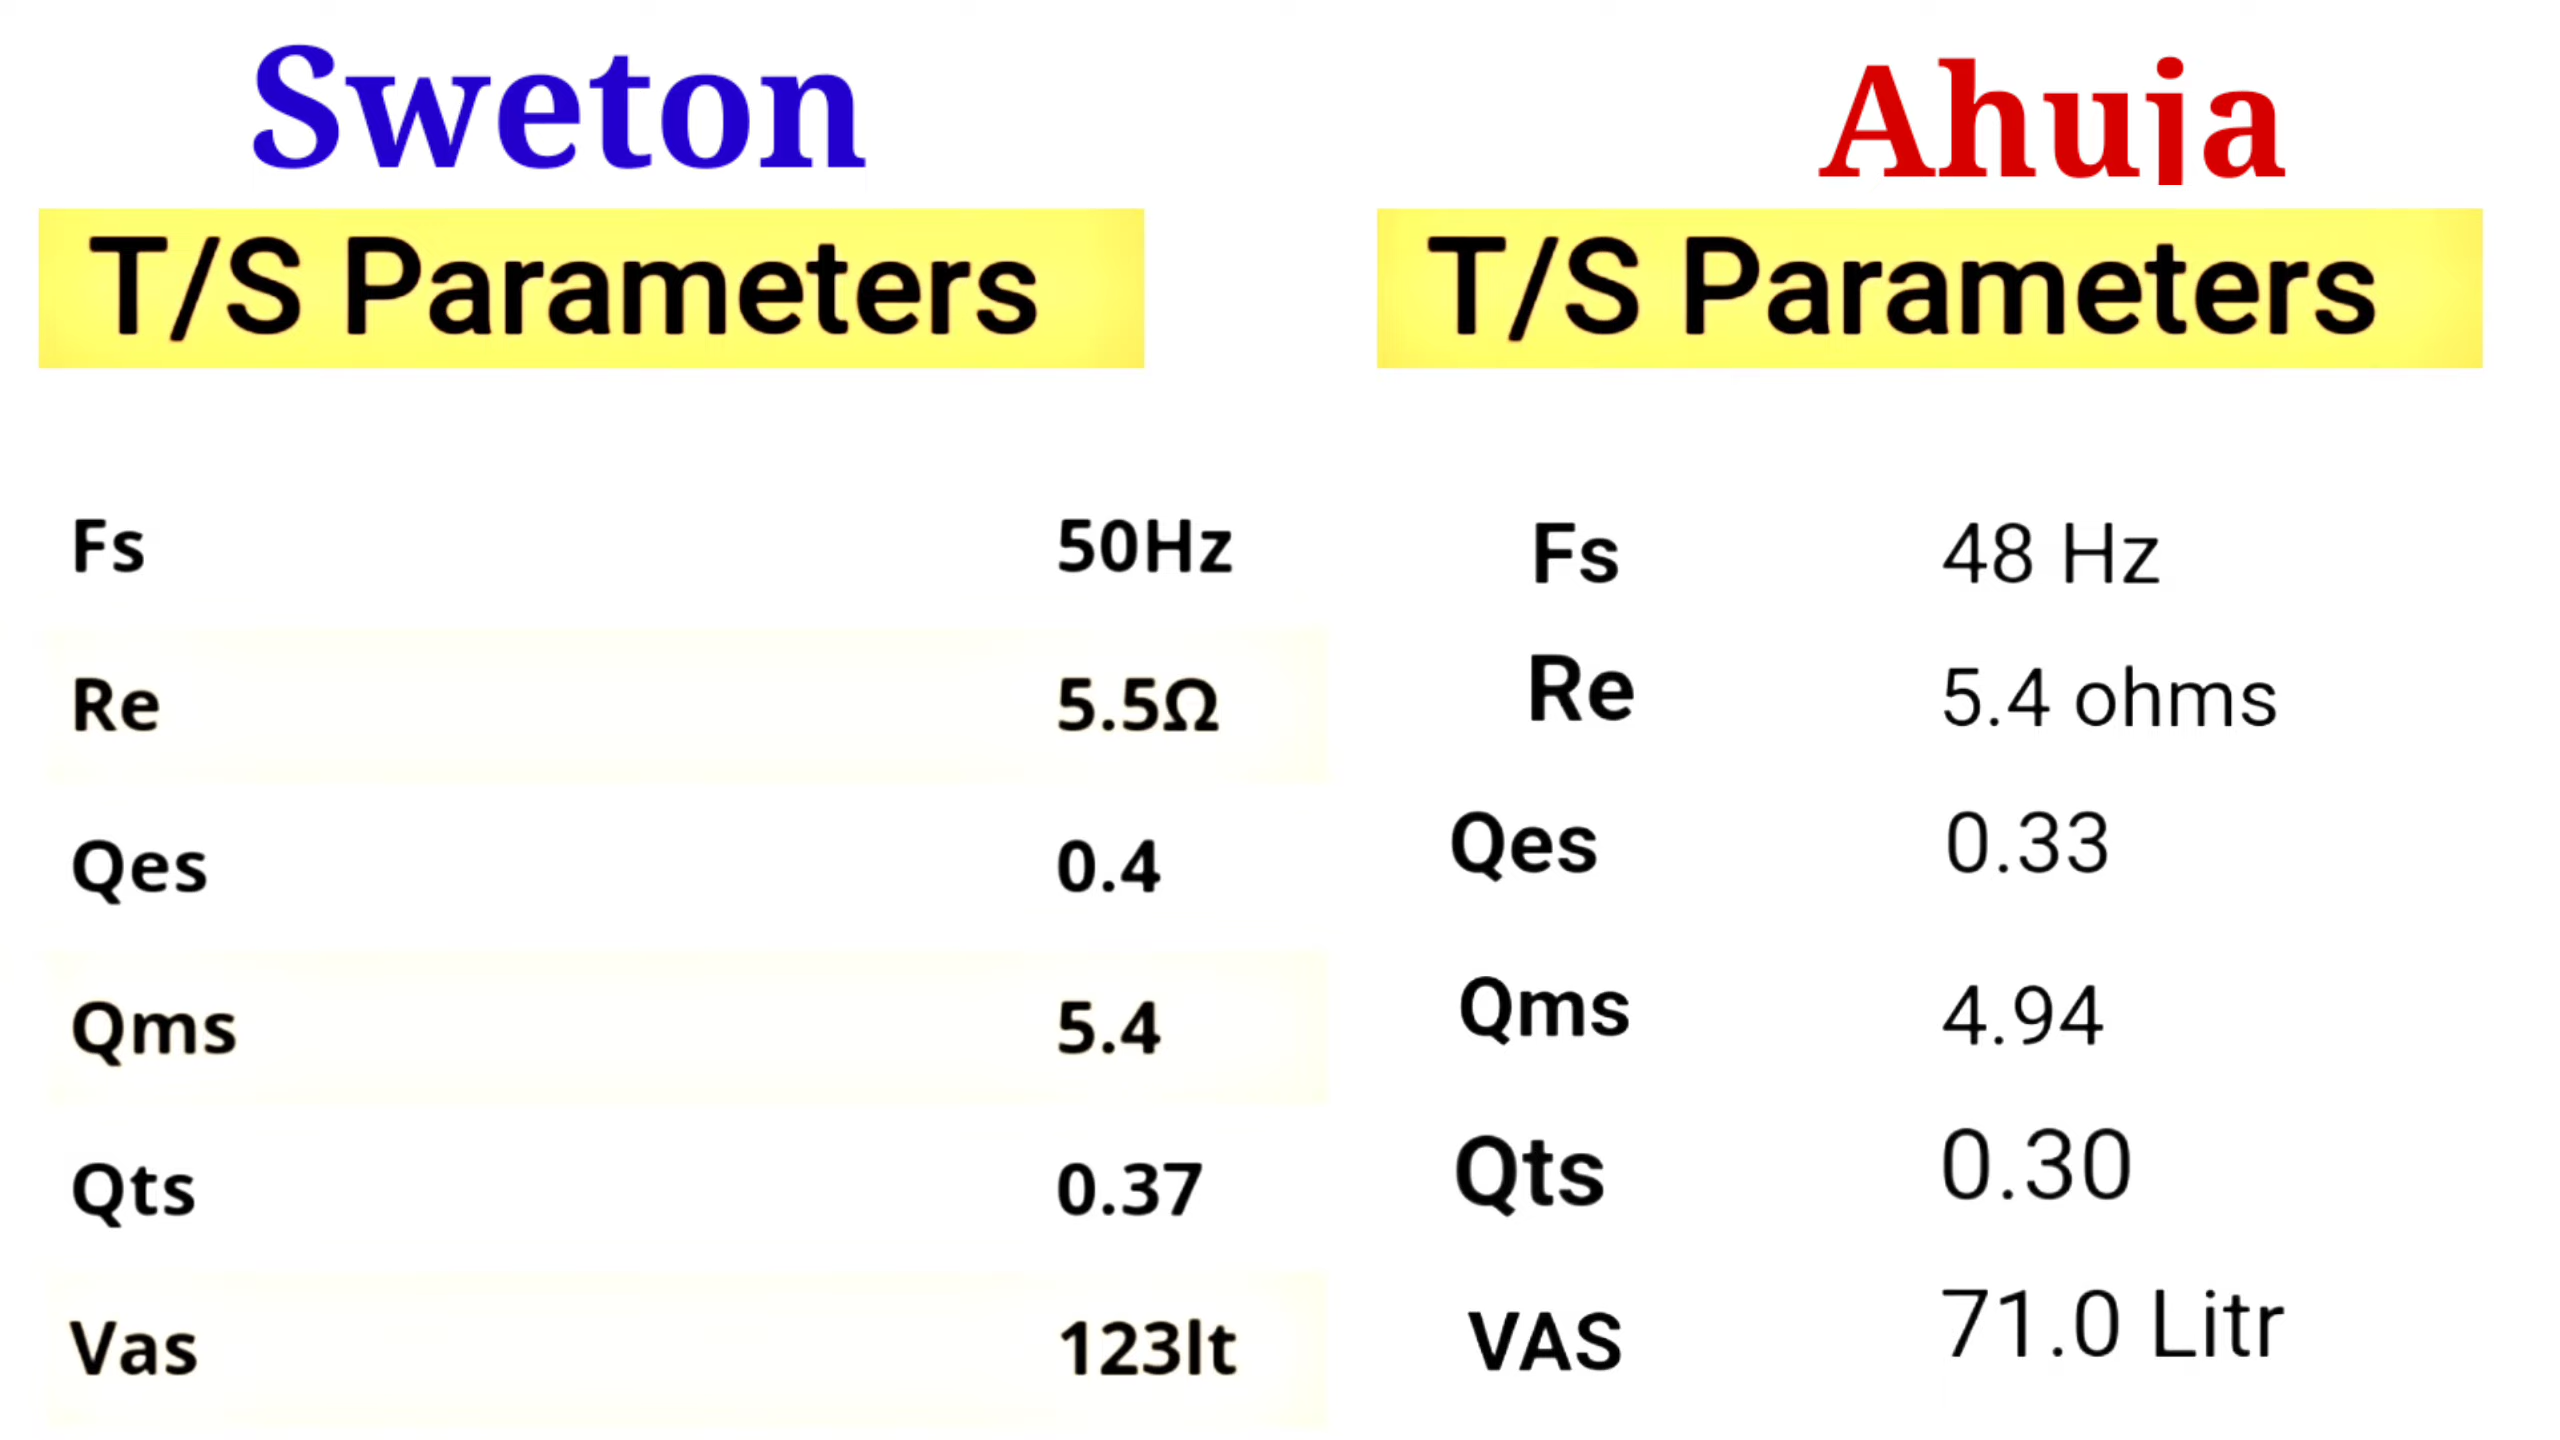 Sweton
T/S Parameters
Fs 50Hz
Re 5.5Ω
Qes 0.4
Qms 5.4
Qts 0.37
Vas 123lt
Ahuja
T/S Parameters
Fs 48 Hz
Re 5.4 ohms
Qes 0.33
Qms 4.94
Qts 0.30
VAS 71.0 Litr